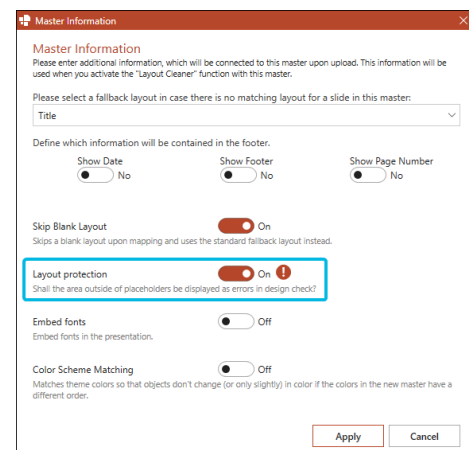 Master Information
Master Information
Please enter additional information, which will be connected to this master upon upload. This information will be
used when you activate the "Layout Cleaner" function with this master.
Please select a fallback layout in case there is no matching layout for a slide in this master:
Title
Define which information will be contained in the footer.
Show Date Show Footer Show Page Number
No No No
Skip Blank Layout On
Skips a blank layout upon mapping and uses the standard fallback layout instead.
Layout protection On !
Shall the area outside of placeholders be displayed as errors in design check?
Embed fonts Off
Embed fonts in the presentation.
Color Scheme Matching Off
Matches theme colors so that objects don't change (or only slightly) in color if the colors in the new master have a
different order.
Apply Cancel